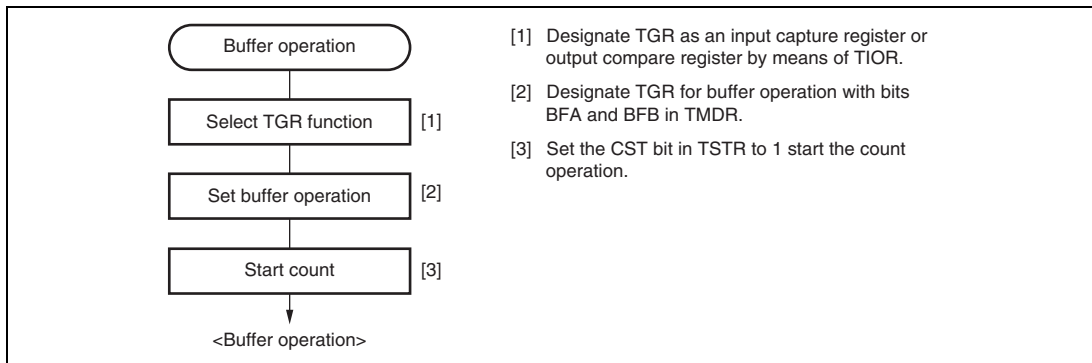 Buffer operation
Select TGR function
[1]
Set buffer operation
[2]
Start count
[3]
<Buffer operation>
[1] Designate TGR as an input capture register or
output compare register by means of TIOR.
[2] Designate TGR for buffer operation with bits
BFA and BFB in TMDR.
[3] Set the CST bit in TSTR to 1 start the count
operation.